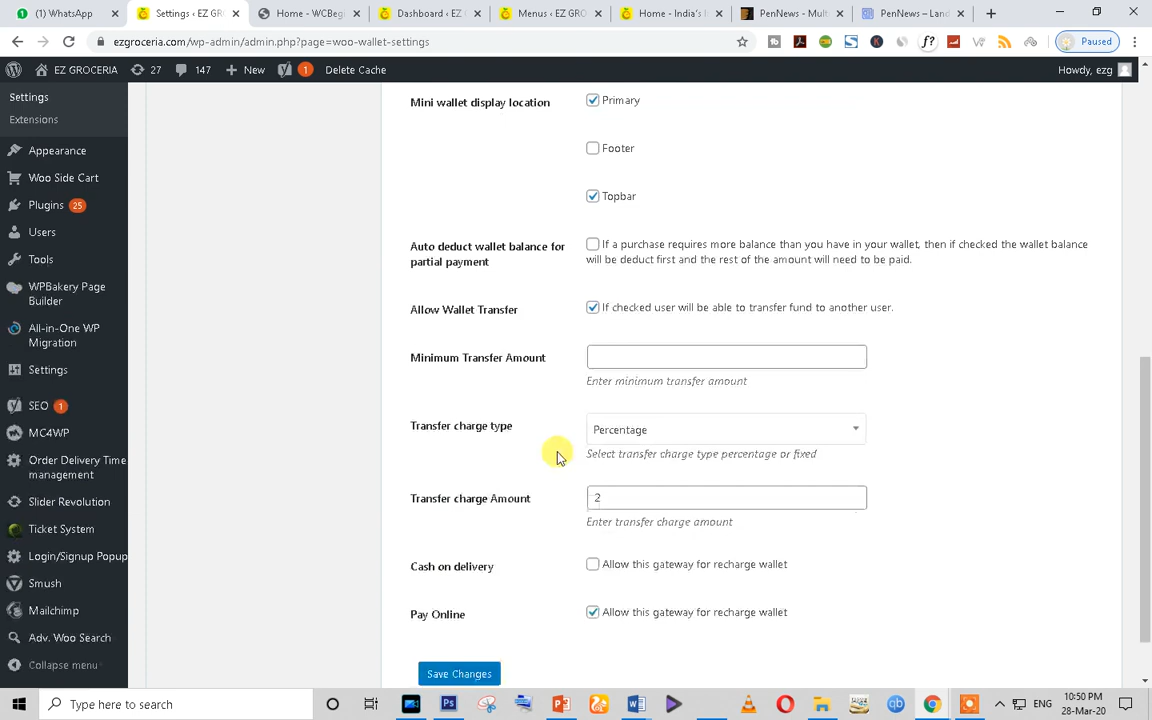 (1) WhatsApp
Settings ‹ EZ GRO
Home - WCBeg
Dashboard ‹ EZ
Menus ‹ EZ GRO
Home - India's
PenNews - Mul
PenNews – Lan
ezgroceria.com/wp-admin/admin.php?page=woo-wallet-settings
Paused
EZ GROCERIA
27
147
New
1
Delete Cache
Howdy, ezg
Settings
Extensions
Appearance
Woo Side Cart
Plugins 25
Users
Tools
WPBakery Page
Builder
All-in-One WP
Migration
Settings
SEO 1
MC4WP
Order Delivery Time
management
Slider Revolution
Ticket System
Login/Signup Popup
Smush
Mailchimp
Adv. Woo Search
Collapse menu
Mini wallet display location
Primary
Footer
Topbar
Auto deduct wallet balance for
partial payment
If a purchase requires more balance than you have in your wallet, then if checked the wallet balance
will be deduct first and the rest of the amount will need to be paid.
Allow Wallet Transfer
If checked user will be able to transfer fund to another user.
Minimum Transfer Amount
Enter minimum transfer amount
Transfer charge type
Percentage
Select transfer charge type percentage or fixed
Transfer charge Amount
2
Enter transfer charge amount
Cash on delivery
Allow this gateway for recharge wallet
Pay Online
Allow this gateway for recharge wallet
Save Changes
Type here to search
ENG
10:50 PM
28-Mar-20